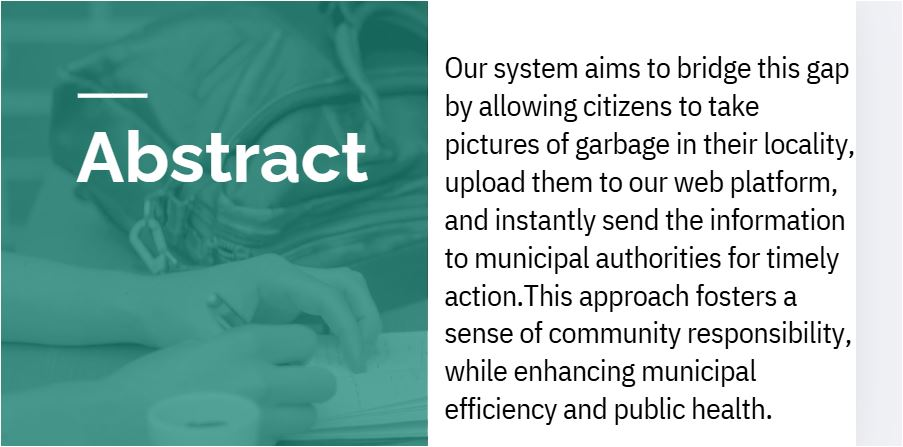 Abstract
Our system aims to bridge this gap
by allowing citizens to take
pictures of garbage in their locality,
upload them to our web platform,
and instantly send the information
to municipal authorities for timely
action.This approach fosters a
sense of community responsibility,
while enhancing municipal
efficiency and public health.